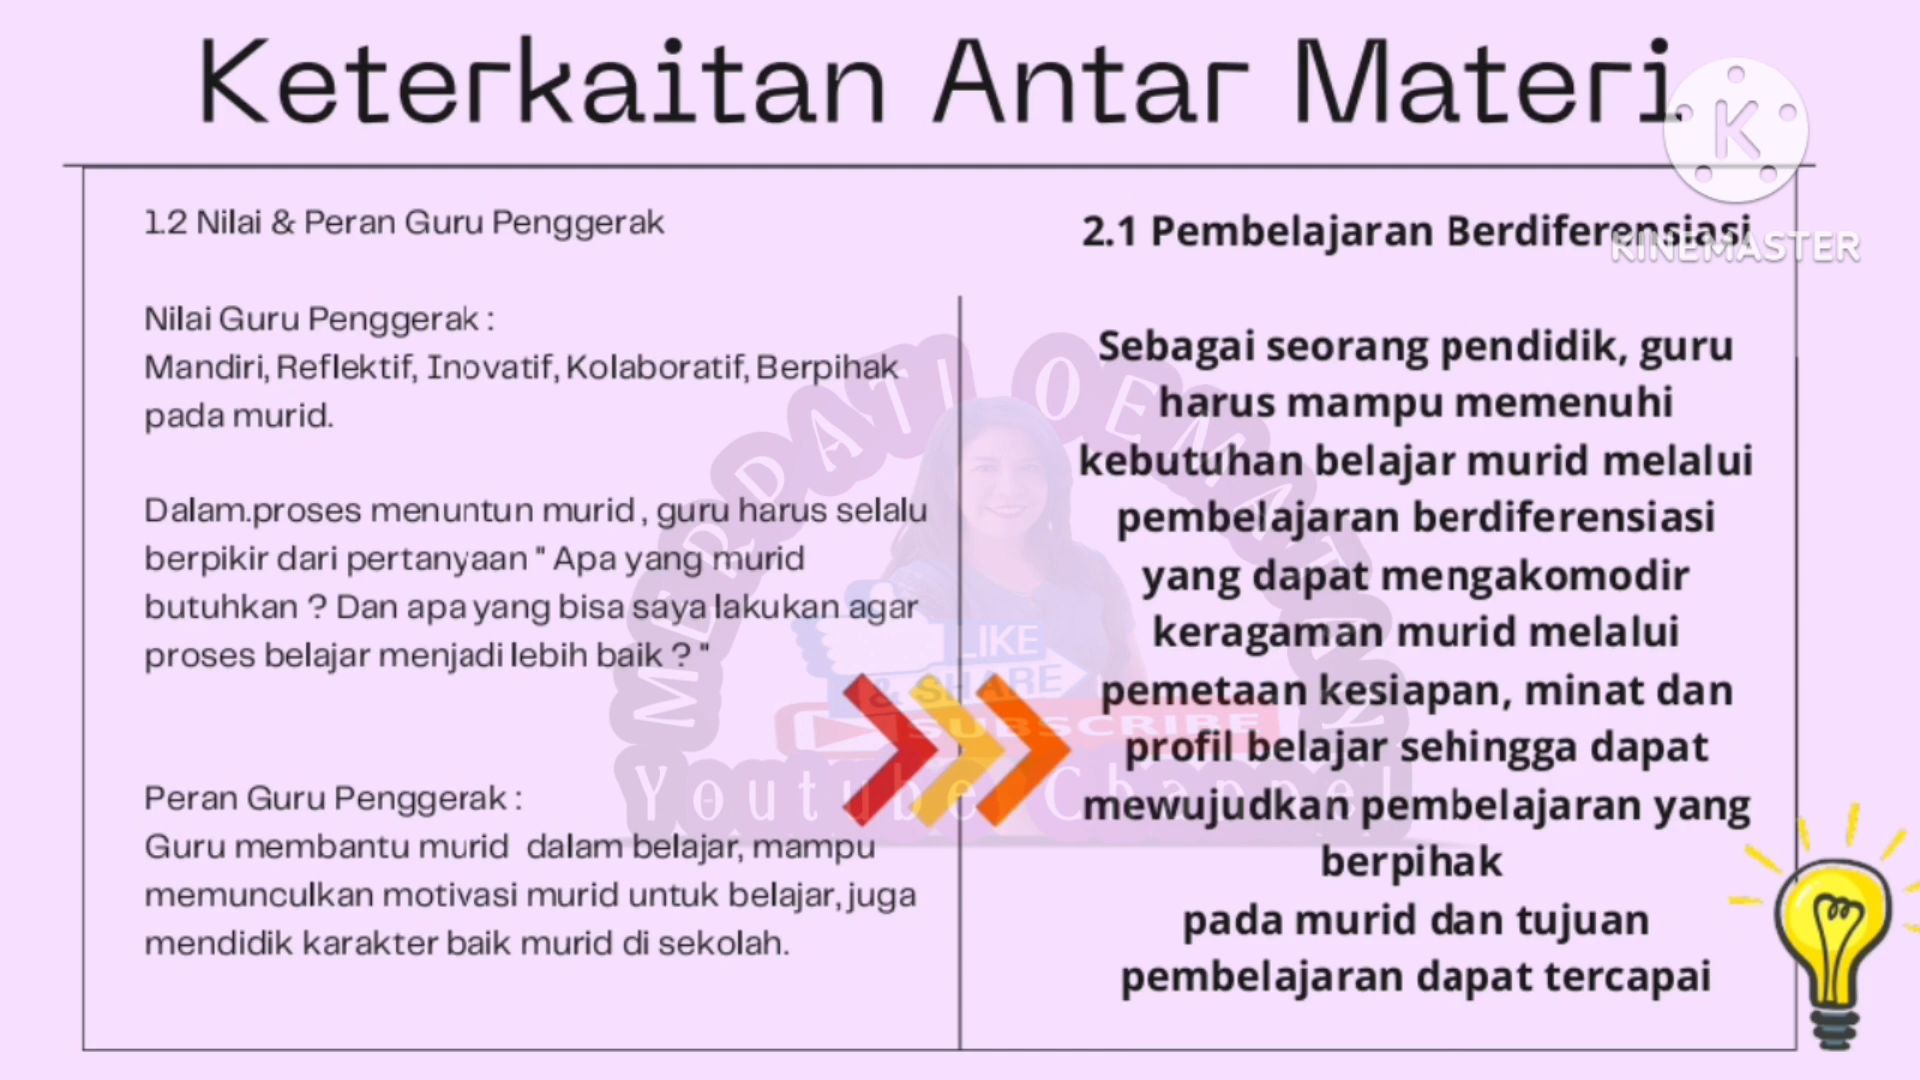 Keterkaitan Antar Materi
K
KINEMASTER
1.2 Nilai & Peran Guru Penggerak
Nilai Guru Penggerak :
Mandiri, Reflektif, Inovatif, Kolaboratif, Berpihak
pada murid.
Dalam.proses menuntun murid , guru harus selalu
berpikir dari pertanyaan " Apa yang murid
butuhkan ? Dan apa yang bisa saya lakukan agar
proses belajar menjadi lebih baik ? "
Peran Guru Penggerak :
Guru membantu murid  dalam belajar, mampu
memunculkan motivasi murid untuk belajar, juga
mendidik karakter baik murid di sekolah.
2.1 Pembelajaran Berdiferensiasi
Sebagai seorang pendidik, guru
harus mampu memenuhi
kebutuhan belajar murid melalui
pembelajaran berdiferensiasi
yang dapat mengakomodir
keragaman murid melalui
pemetaan kesiapan, minat dan
profil belajar sehingga dapat
mewujudkan pembelajaran yang
berpihak
pada murid dan tujuan
pembelajaran dapat tercapai
LIKE
& SHARE
SUBSCRIBE
Youtube Channel